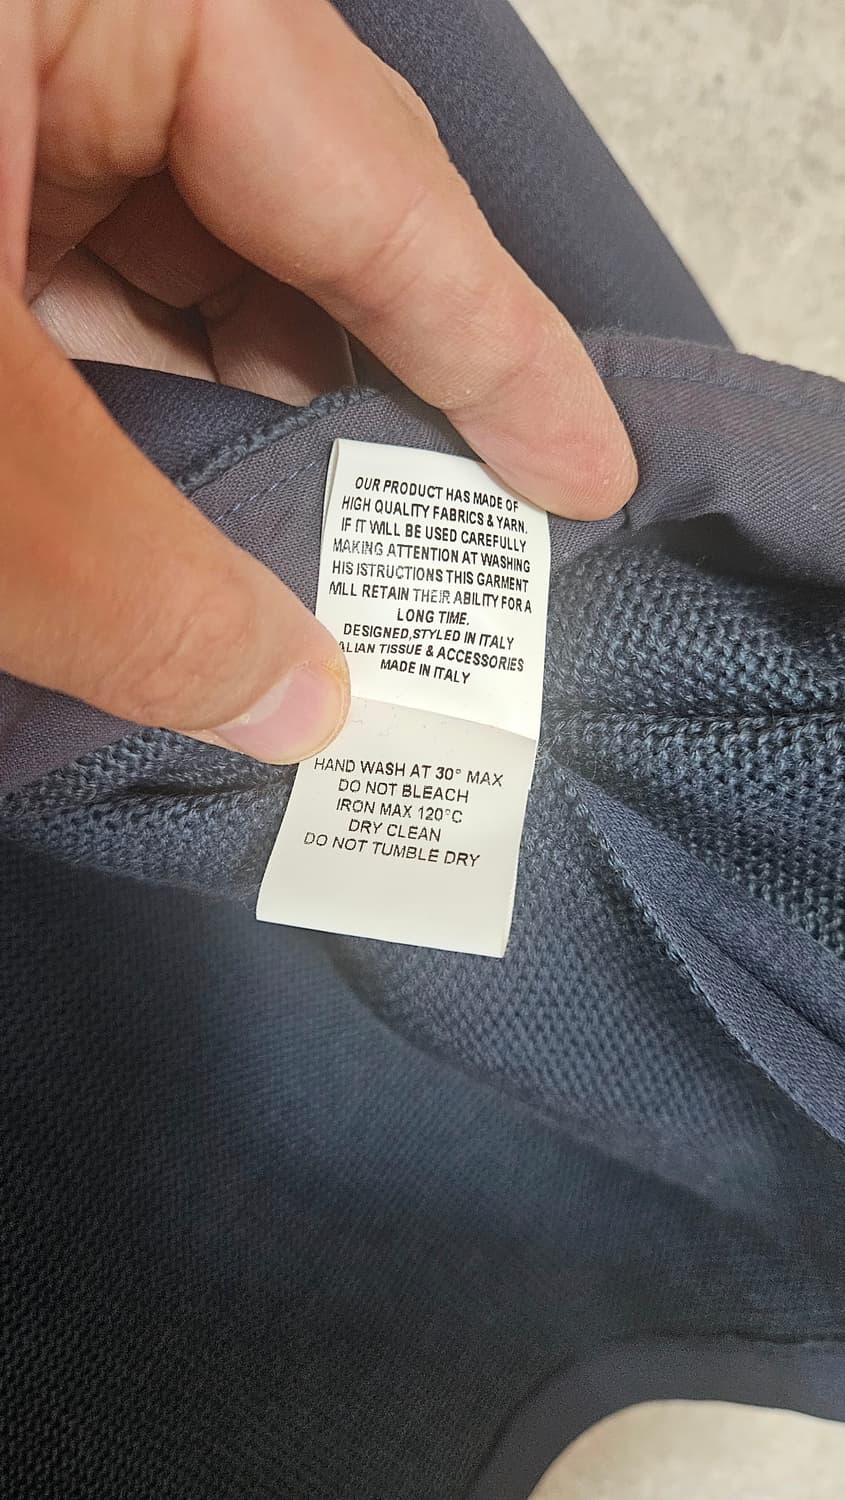 OUR PRODUCT HAS MADE OF
HIGH QUALITY FABRICS & YARN.
IF IT WILL BE USED CAREFULLY
MAKING ATTENTION AT WASHING
HIS ISTRUCTIONS THIS GARMENT
WILL RETAIN THEIR ABILITY FOR A
LONG TIME.
DESIGNED,STYLED IN ITALY
ALIAN TISSUE & ACCESSORIES
MADE IN ITALY
HAND WASH AT 30° MAX
DO NOT BLEACH
IRON MAX 120°C
DRY CLEAN
DO NOT TUMBLE DRY